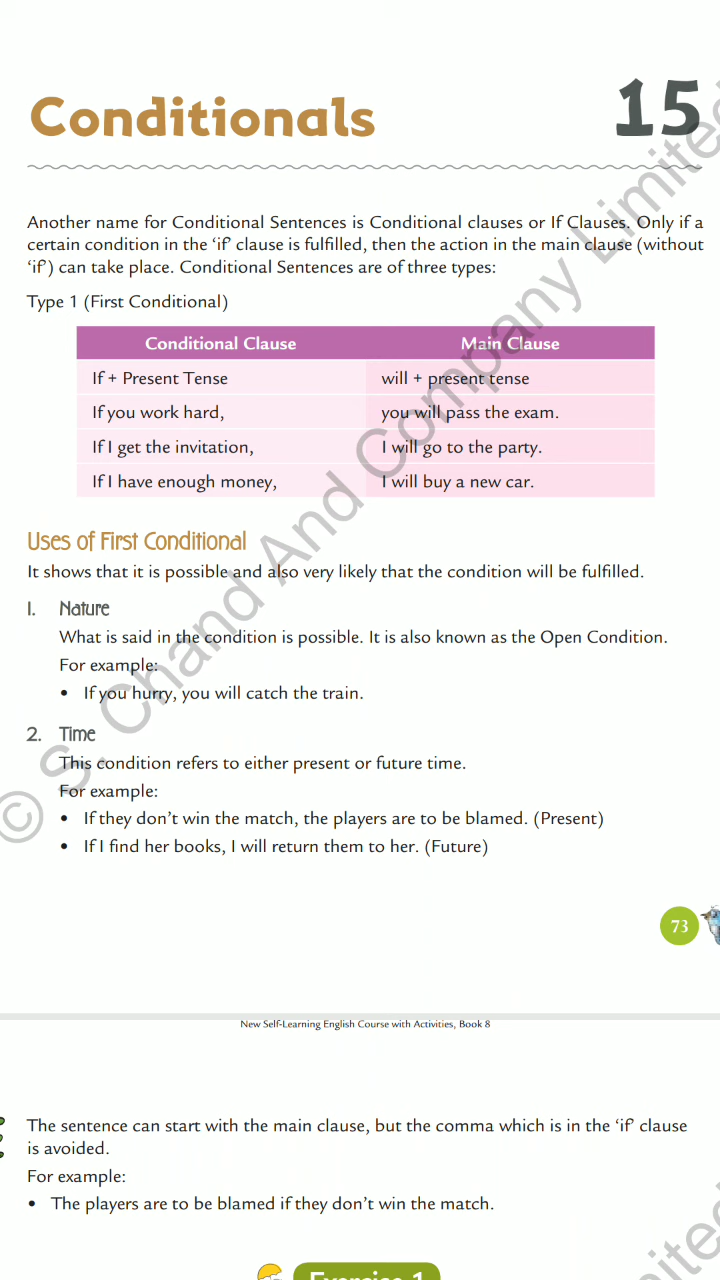 Conditionals 15
Another name for Conditional Sentences is Conditional clauses or If Clauses. Only if a
certain condition in the ‘if’ clause is fulfilled, then the action in the main clause (without
‘if’) can take place. Conditional Sentences are of three types:
Type 1 (First Conditional)
Conditional Clause Main Clause
If + Present Tense will + present tense
If you work hard, you will pass the exam.
If I get the invitation, I will go to the party.
If I have enough money, I will buy a new car.
Uses of First Conditional
It shows that it is possible and also very likely that the condition will be fulfilled.
1. Nature
What is said in the condition is possible. It is also known as the Open Condition.
For example:
• If you hurry, you will catch the train.
2. Time
This condition refers to either present or future time.
For example:
• If they don’t win the match, the players are to be blamed. (Present)
• If I find her books, I will return them to her. (Future)
73
© S. Chand And Company Limited
New Self-Learning English Course with Activities, Book 8
The sentence can start with the main clause, but the comma which is in the ‘if’ clause
is avoided.
For example:
• The players are to be blamed if they don’t win the match.
Exercise 1